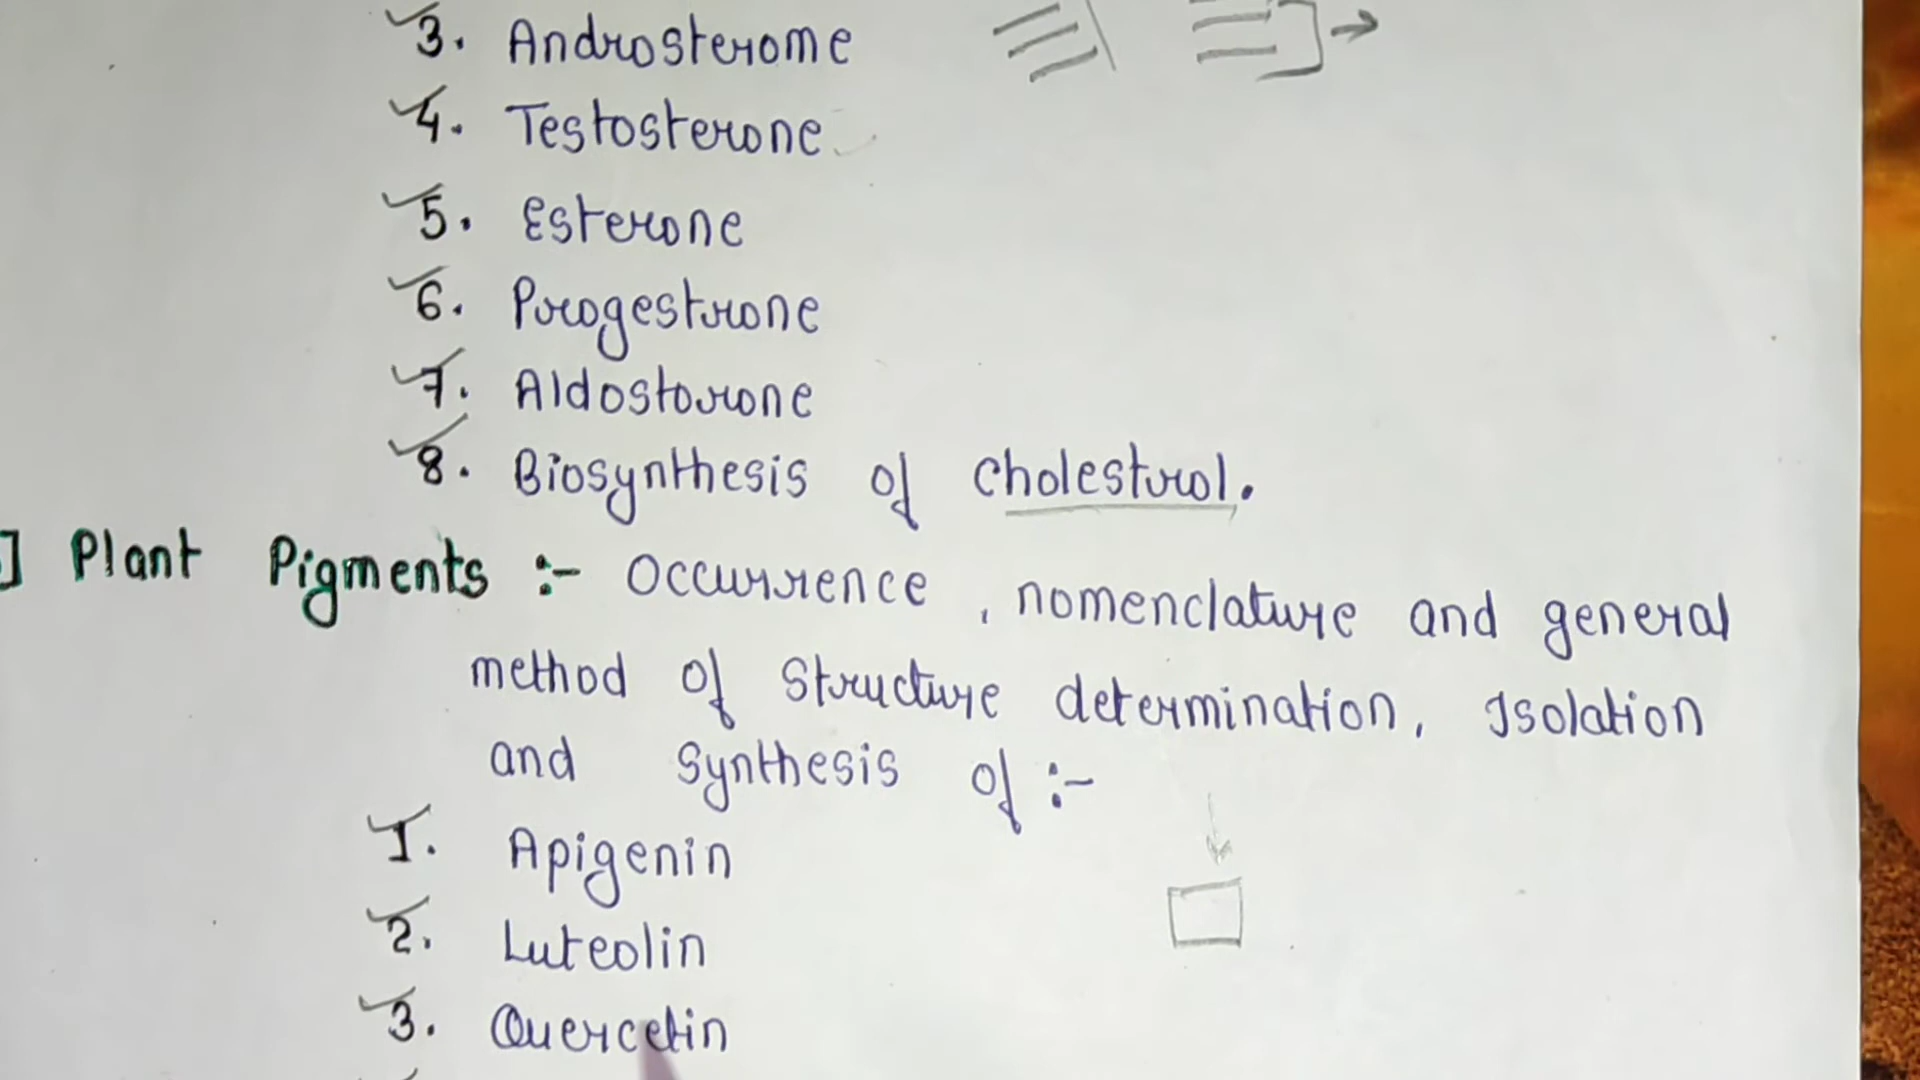 3. Androsterome
4. Testosterone
5. Esterone
6. Progestrone
7. Aldostorone
8. Biosynthesis of cholestrol.
] Plant Pigments :- Occurrence, nomenclature and general
method of Structure determination, Isolation
and Synthesis of :-
1. Apigenin
2. Luteolin
3. Quercetin